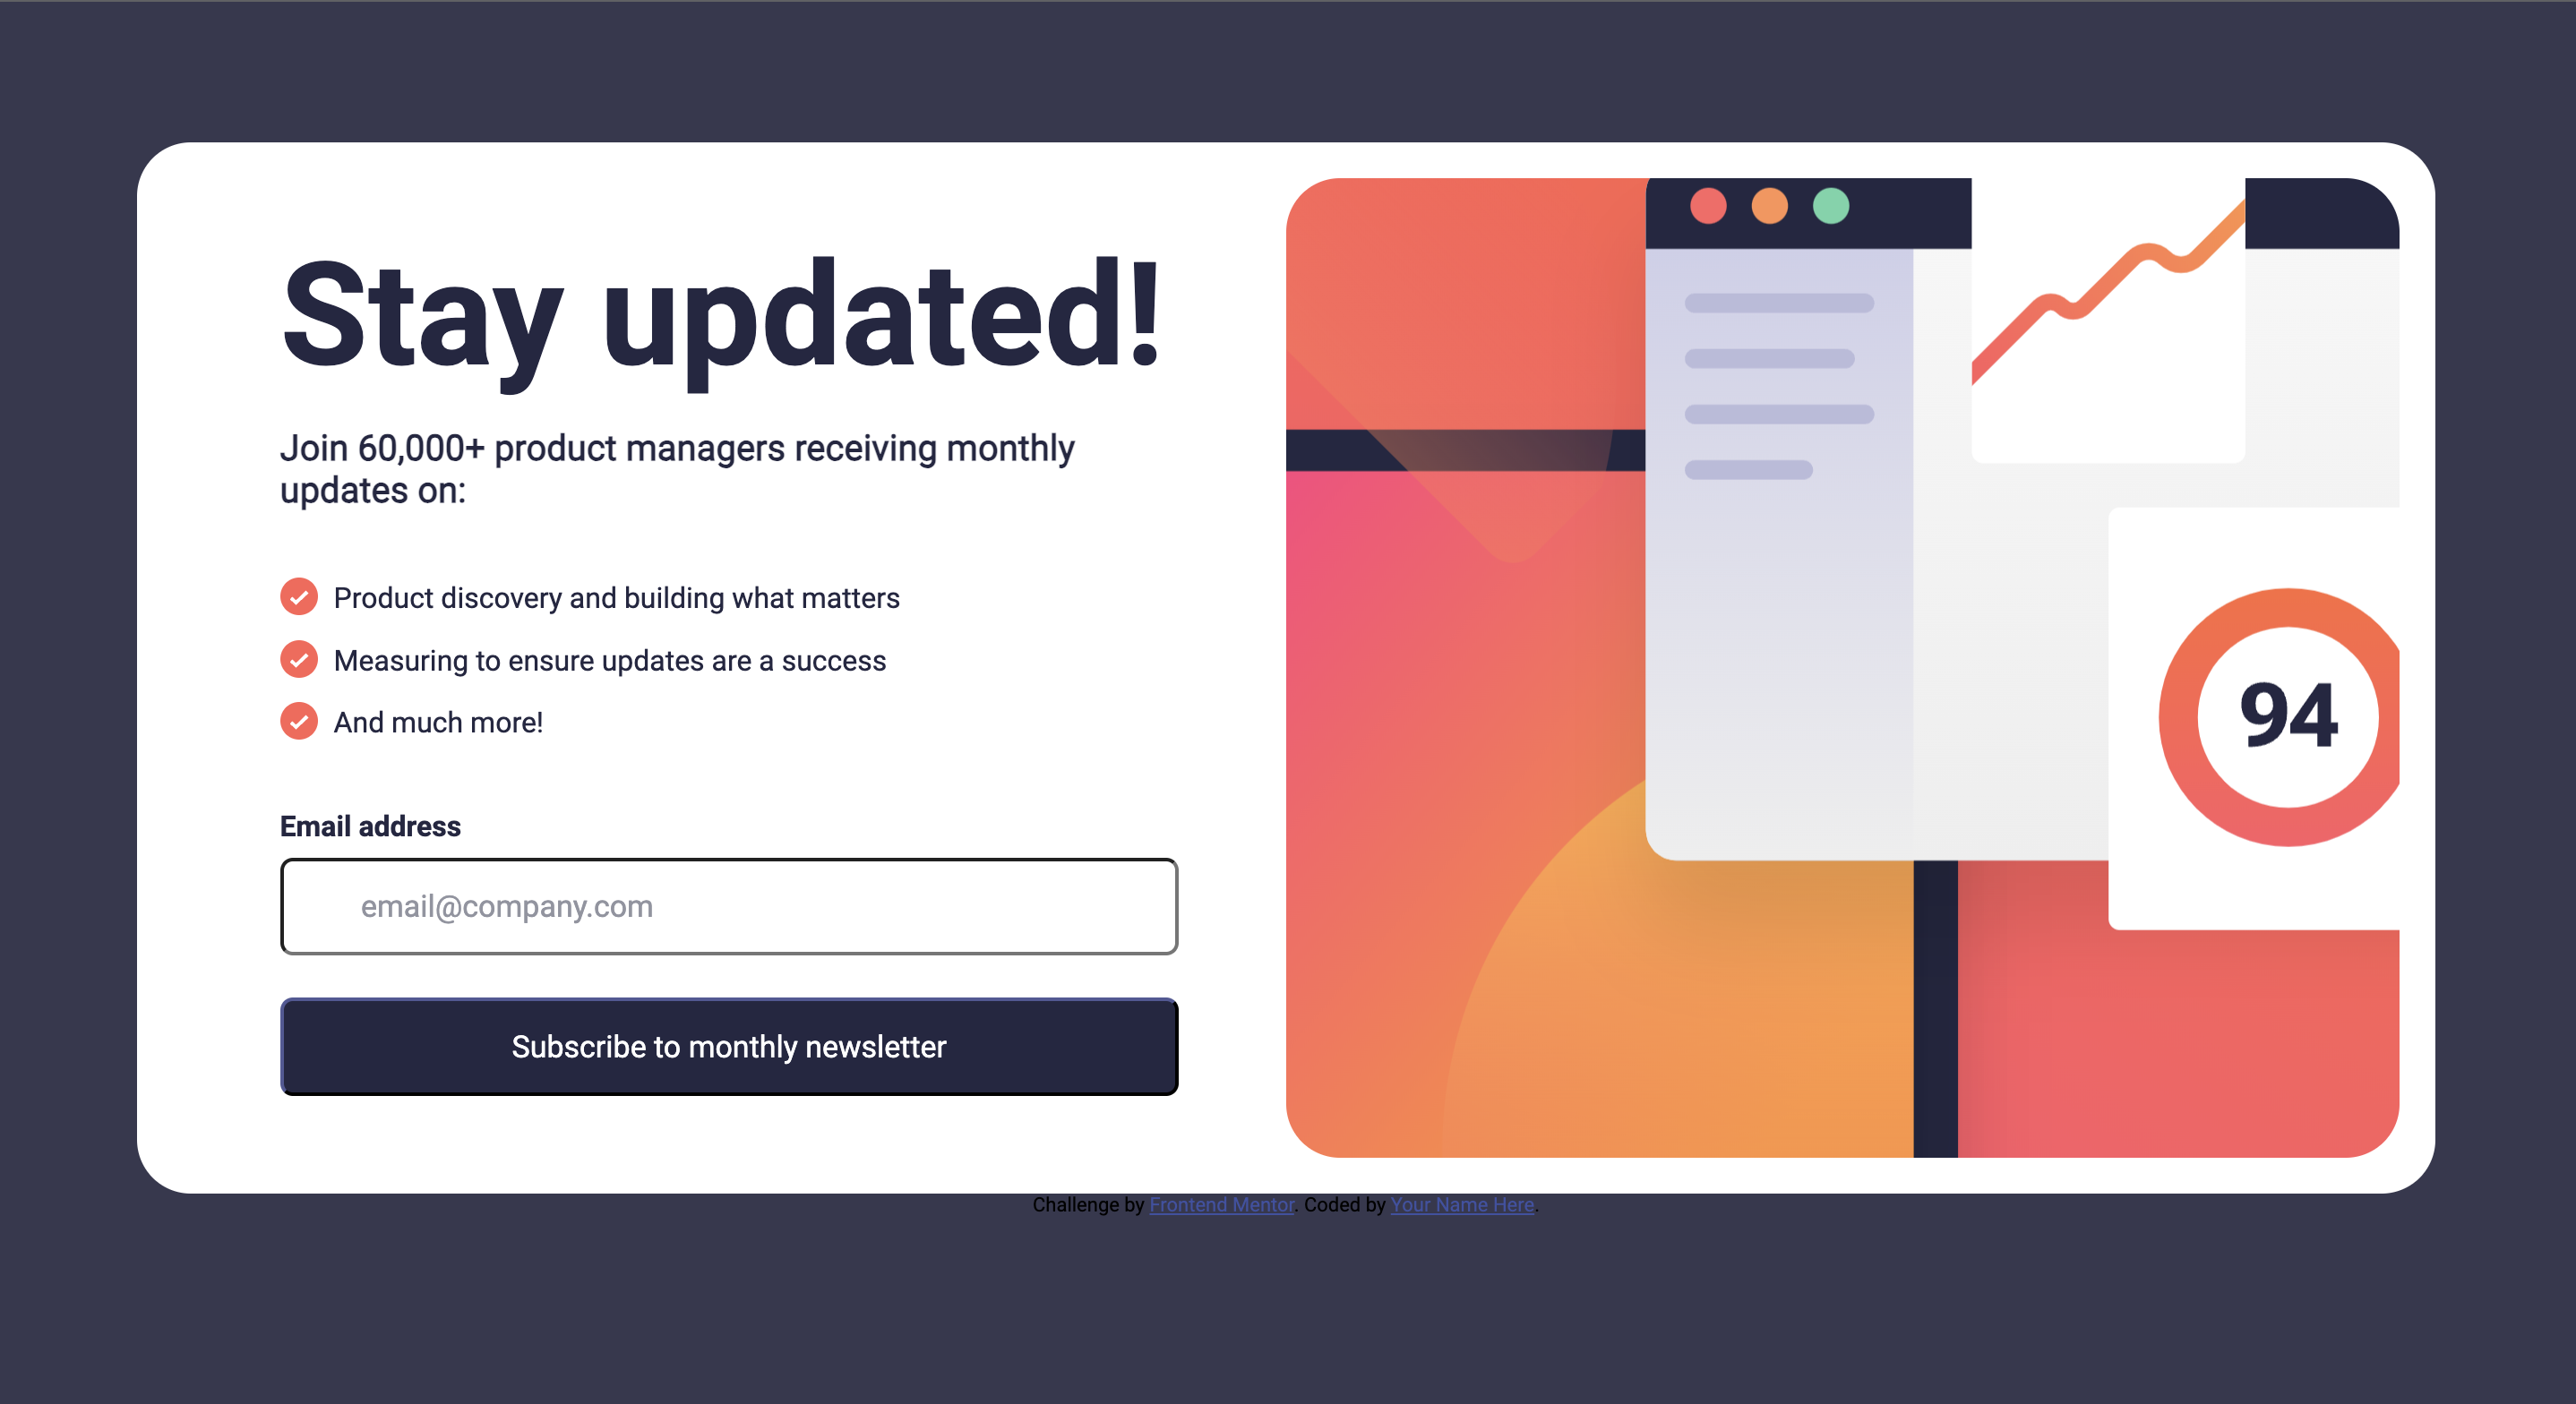 Stay updated!
Join 60,000+ product managers receiving monthly
updates on:
Product discovery and building what matters
Measuring to ensure updates are a success
And much more!
Email address
email@company.com
Subscribe to monthly newsletter
94
Challenge by Frontend Mentor. Coded by Your Name Here.